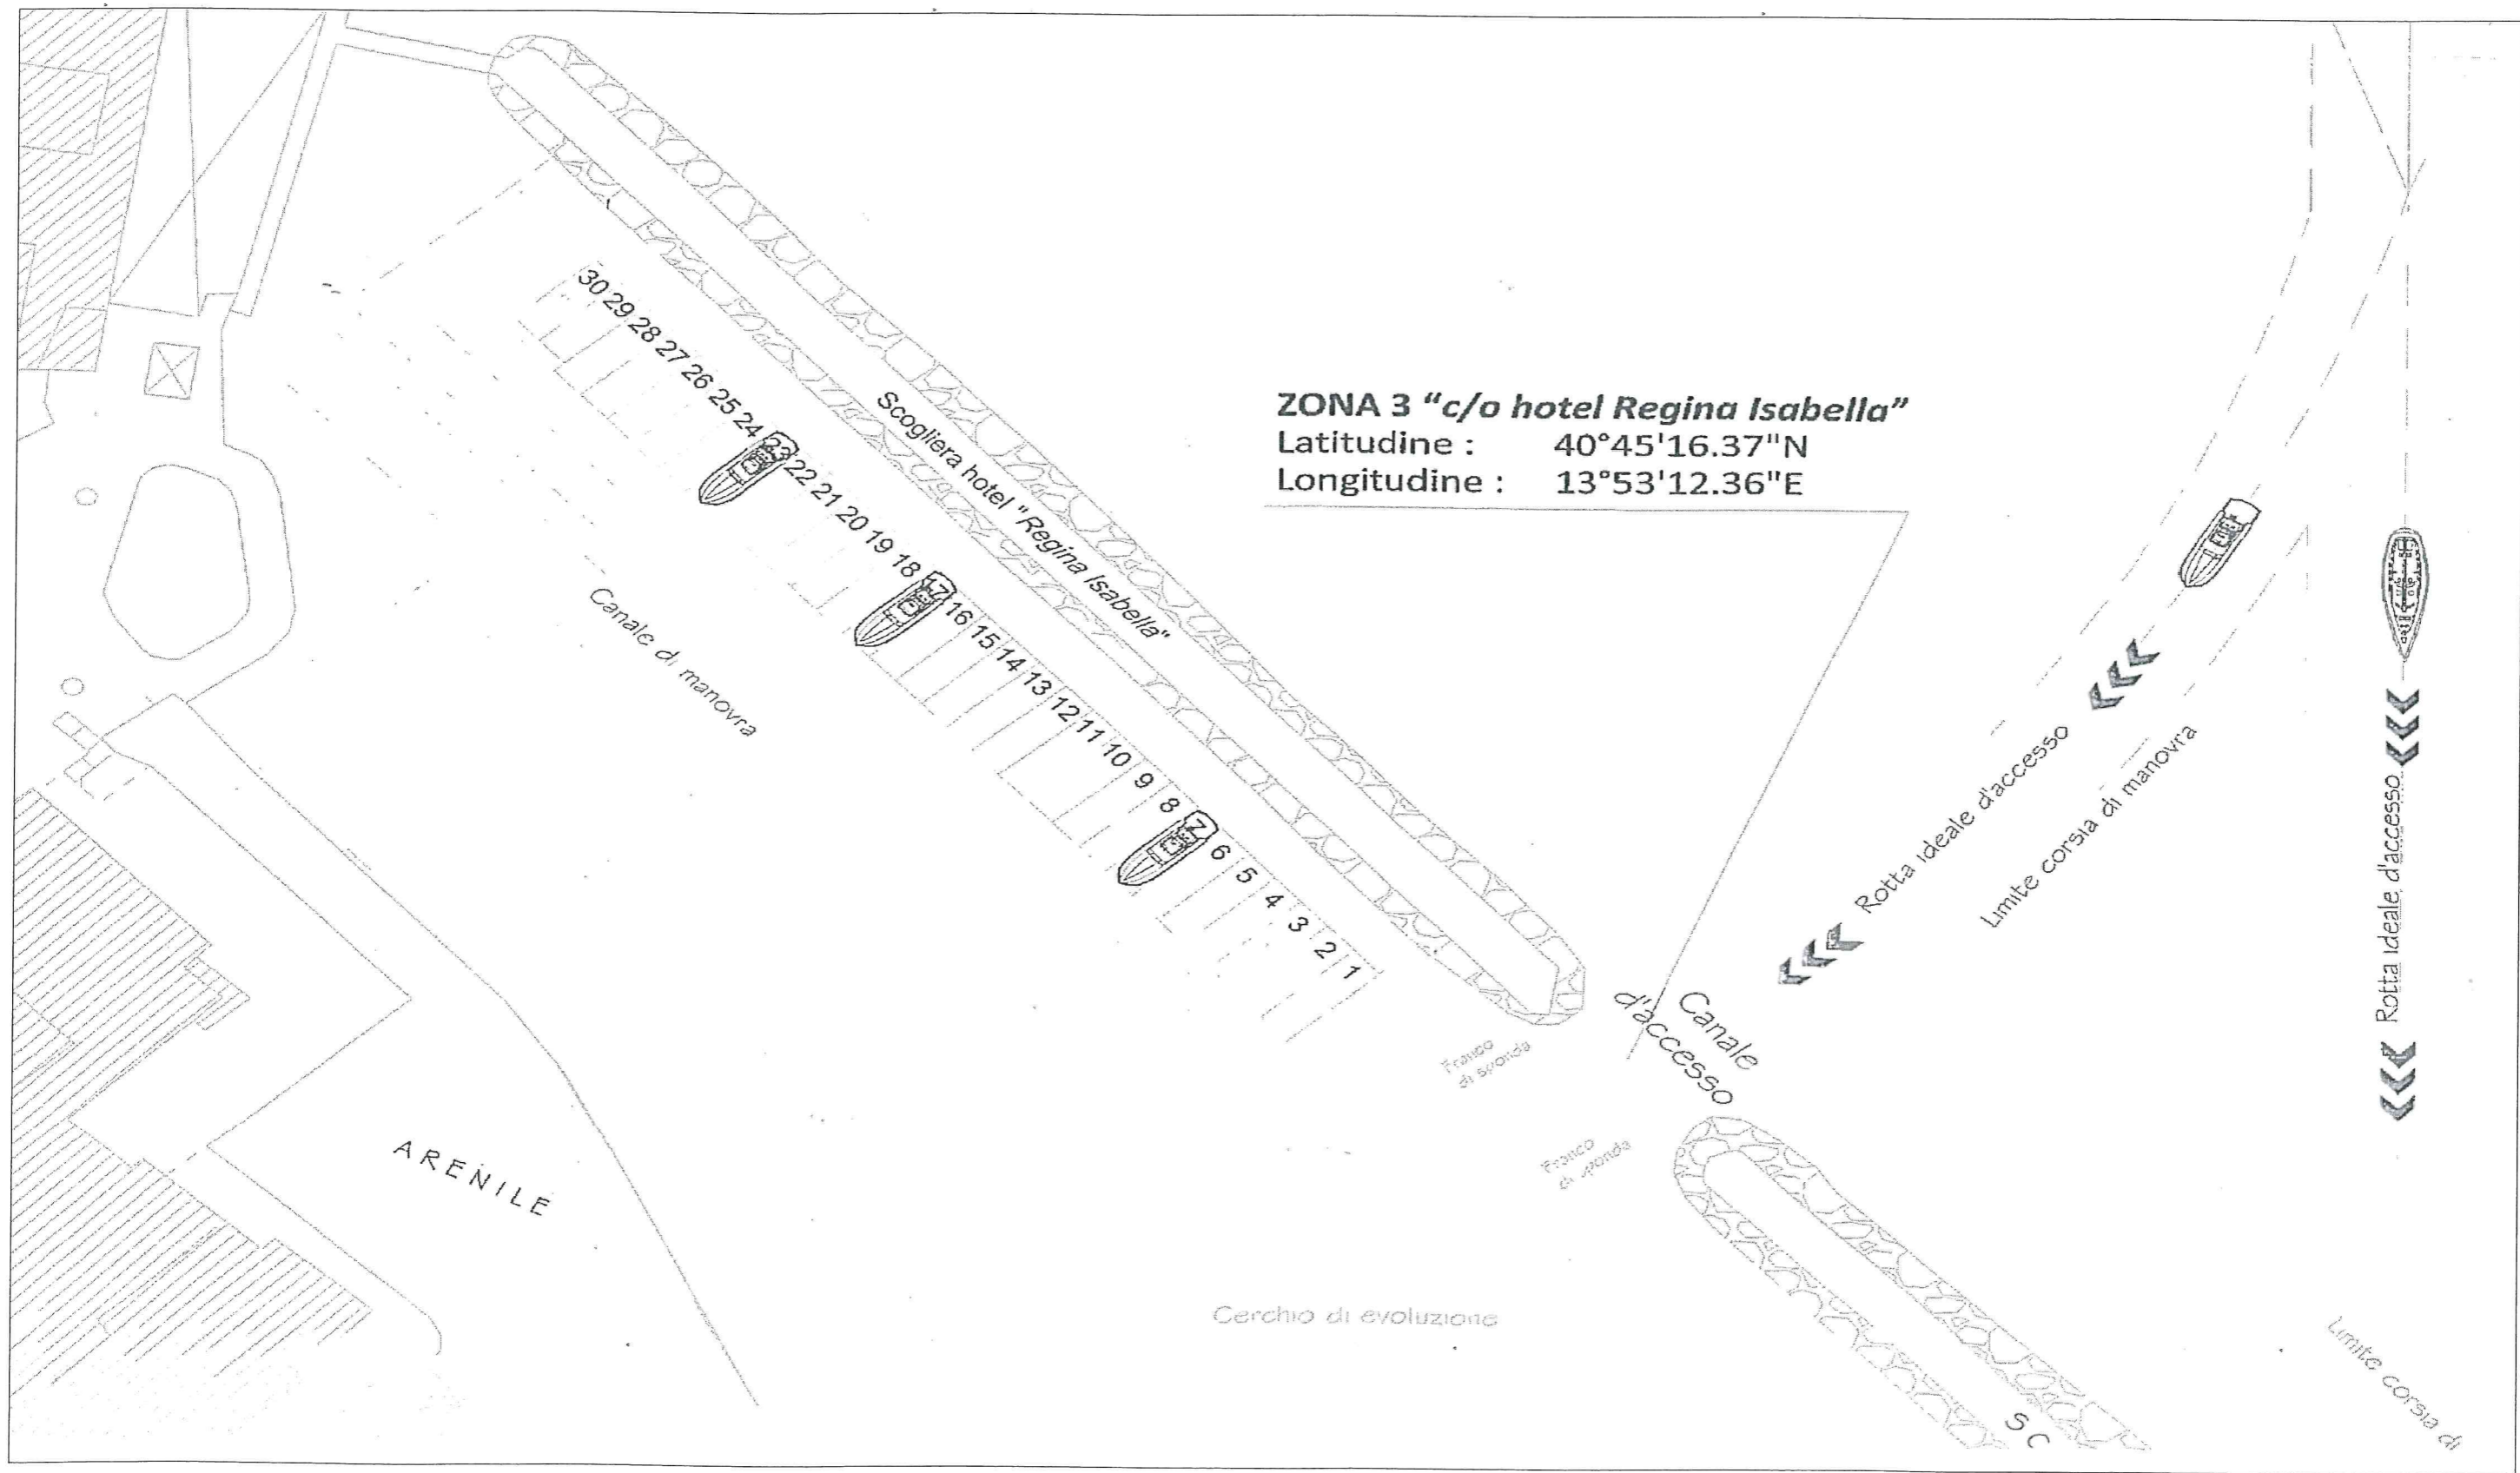 30 29 28 27 26 25 24 23 22 21 20 19 18 17 16 15 14 13 12 11 10 9 8 7 6 5 4 3 2 1
Scogliera hotel "Regina Isabella"
ZONA 3 “c/o hotel Regina Isabella”
Latitudine : 40°45'16.37"N
Longitudine : 13°53'12.36"E
Canale di manovra
Rotta ideale d'accesso
Limite corsia di manovra
Rotta ideale d'accesso
Canale
d'accesso
Franco
di sponda
Franco
di sponda
ARENILE
Cerchio di evoluzione
Limite corsia di
SC